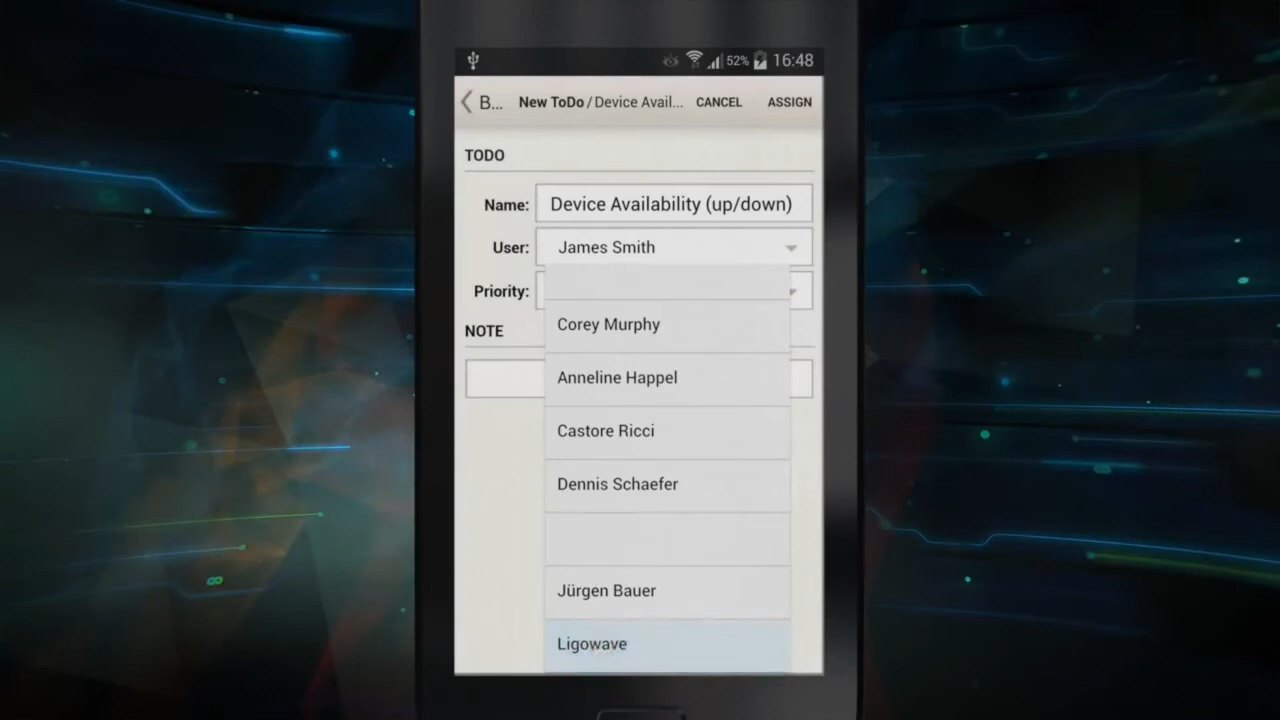 52% 16:48
B... New ToDo / Device Avail... CANCEL ASSIGN
TODO
Name: Device Availability (up/down)
User: James Smith
Priority:
NOTE
Corey Murphy
Anneline Happel
Castore Ricci
Dennis Schaefer
Jürgen Bauer
Ligowave